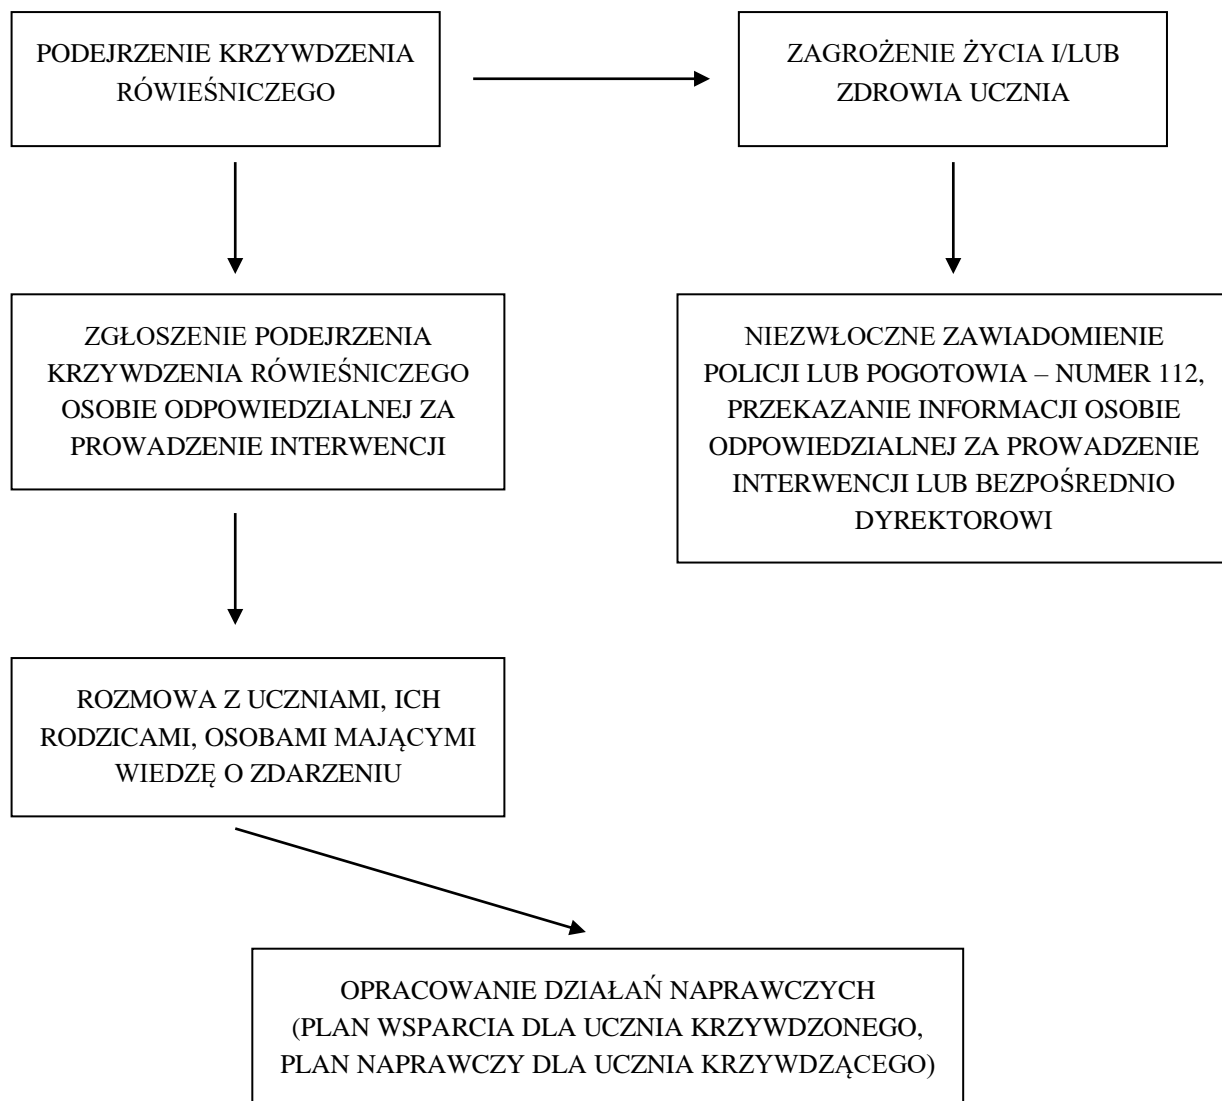 PODEJRZENIE KRZYWDZENIA
RÓWIEŚNICZEGO
ZAGROŻENIE ŻYCIA I/LUB
ZDROWIA UCZNIA
ZGŁOSZENIE PODEJRZENIA
KRZYWDZENIA RÓWIEŚNICZEGO
OSOBIE ODPOWIEDZIALNEJ ZA
PROWADZENIE INTERWENCJI
NIEZWŁOCZNE ZAWIADOMIENIE
POLICJI LUB POGOTOWIA – NUMER 112,
PRZEKAZANIE INFORMACJI OSOBIE
ODPOWIEDZIALNEJ ZA PROWADZENIE
INTERWENCJI LUB BEZPOŚREDNIO
DYREKTOROWI
ROZMOWA Z UCZNIAMI, ICH
RODZICAMI, OSOBAMI MAJĄCYMI
WIEDZĘ O ZDARZENIU
OPRACOWANIE DZIAŁAŃ NAPRAWCZYCH
(PLAN WSPARCIA DLA UCZNIA KRZYWDZONEGO,
PLAN NAPRAWCZY DLA UCZNIA KRZYWDZĄCEGO)